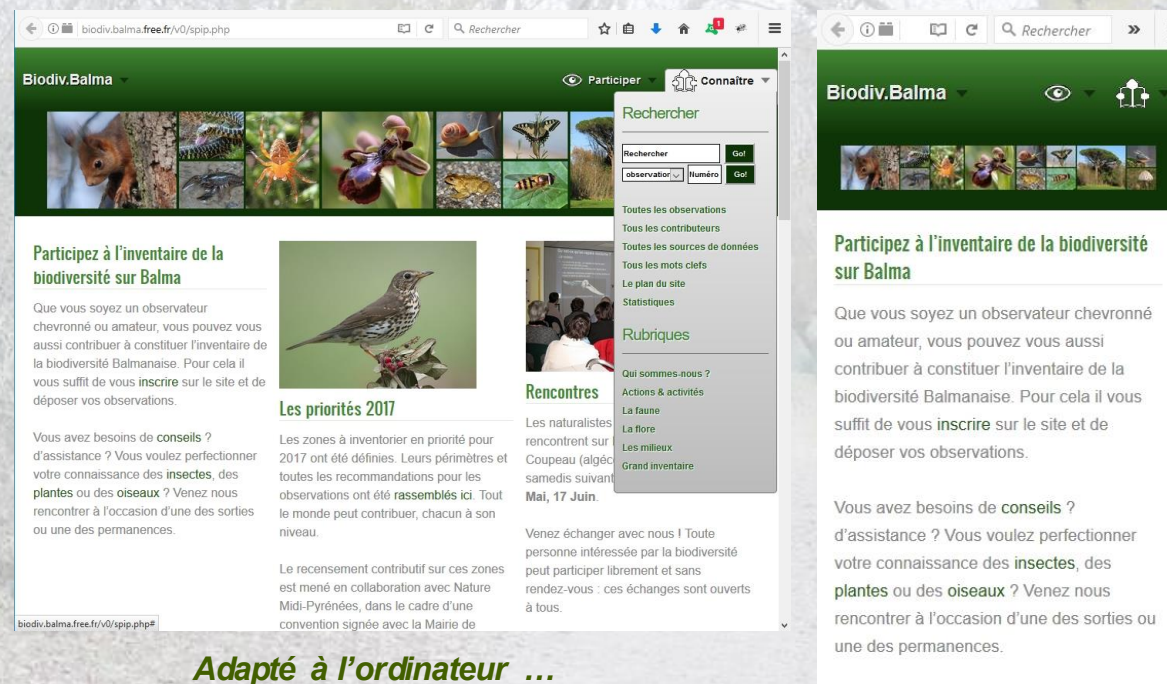 biodiv.balma.free.fr/v0/spip.php
Rechercher
Biodiv.Balma
Participer
Connaître
Rechercher
Rechercher Go!
observation Numéro Go!
Toutes les observations
Tous les contributeurs
Toutes les sources de données
Tous les mots clefs
Le plan du site
Statistiques
Rubriques
Qui sommes-nous ?
Actions & activités
La faune
La flore
Les milieux
Grand inventaire
Participez à l'inventaire de la
biodiversité sur Balma
Que vous soyez un observateur
chevronné ou amateur, vous pouvez vous
aussi contribuer à constituer l'inventaire de
la biodiversité Balmanaise. Pour cela il
vous suffit de vous inscrire sur le site et de
déposer vos observations.
Vous avez besoins de conseils ?
d'assistance ? Vous voulez perfectionner
votre connaissance des insectes, des
plantes ou des oiseaux ? Venez nous
rencontrer à l'occasion d'une des sorties
ou une des permanences.
Les priorités 2017
Les zones à inventorier en priorité pour
2017 ont été définies. Leurs périmètres et
toutes les recommandations pour les
observations ont été rassemblés ici. Tout
le monde peut contribuer, chacun à son
niveau.
Le recensement contributif sur ces zones
est mené en collaboration avec Nature
Midi-Pyrénées, dans le cadre d'une
convention signée avec la Mairie de
Rencontres
Les naturalistes
rencontrent sur
Coupeau (algéc
samedis suivant
Mai, 17 Juin.
Venez échanger avec nous ! Toute
personne intéressée par la biodiversité
peut participer librement et sans
rendez-vous : ces échanges sont ouverts
à tous.
biodiv.balma.free.fr/v0/spip.php#
Adapté à l'ordinateur ...
Rechercher
Biodiv.Balma
Participez à l'inventaire de la biodiversité
sur Balma
Que vous soyez un observateur chevronné
ou amateur, vous pouvez vous aussi
contribuer à constituer l'inventaire de la
biodiversité Balmanaise. Pour cela il vous
suffit de vous inscrire sur le site et de
déposer vos observations.
Vous avez besoins de conseils ?
d'assistance ? Vous voulez perfectionner
votre connaissance des insectes, des
plantes ou des oiseaux ? Venez nous
rencontrer à l'occasion d'une des sorties ou
une des permanences.